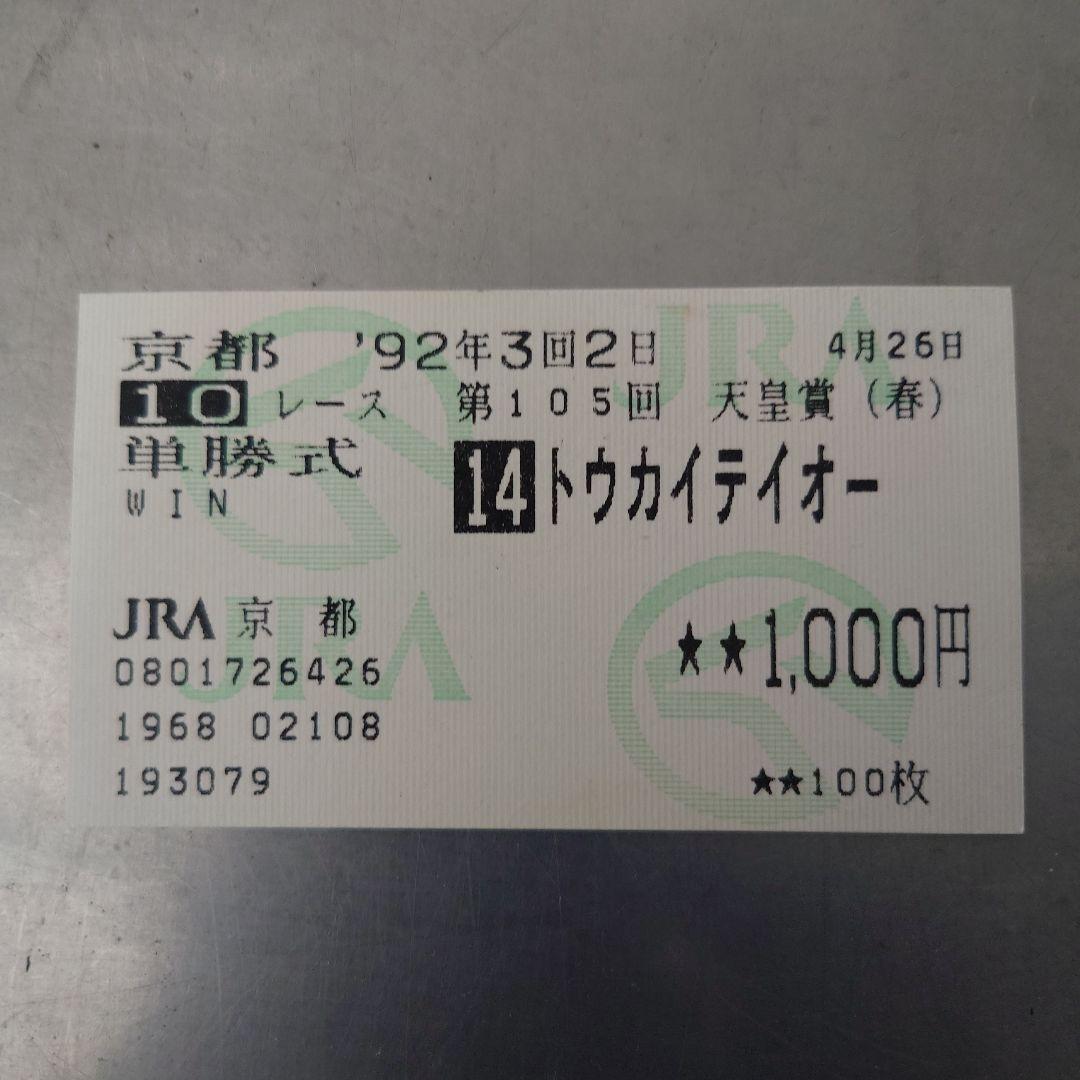 京都 '92年3回2日 4月26日
10 レース 第105回 天皇賞（春）
単勝式
WIN
14 トウカイテイオー
JRA
JRA 京都
0801726426
1968 02108
193079
★★1,000円
★★100枚
JRA